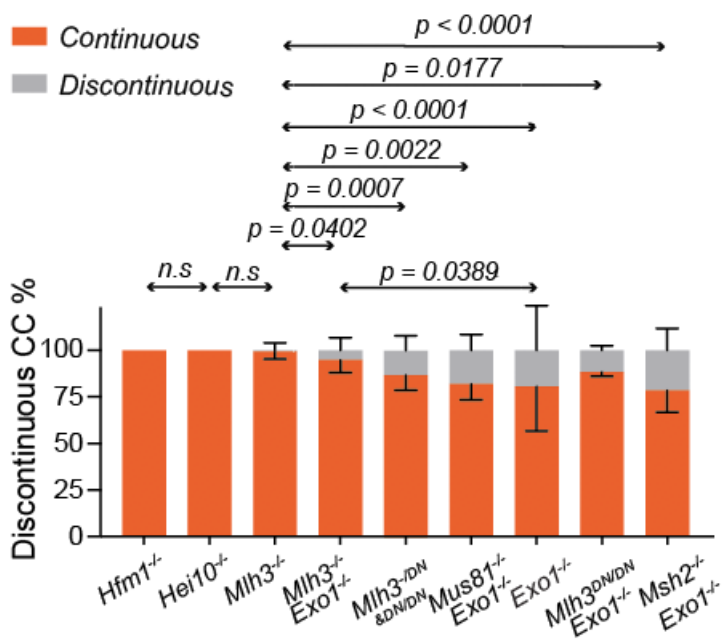 Continuous
Discontinuous
p < 0.0001
p = 0.0177
p < 0.0001
p = 0.0022
p = 0.0007
p = 0.0402
n.s
n.s
p = 0.0389
Discontinuous CC %
100
75
50
25
0
Hfm1-/-
Hei10-/-
Mlh3-/-
Mlh3-/-
Exo1-/-
Mlh3-/DN
&DN/DN
Mus81-/-
Exo1-/-
Exo1-/-
Mlh3DN/DN
Exo1-/-
Msh2-/-
Exo1-/-